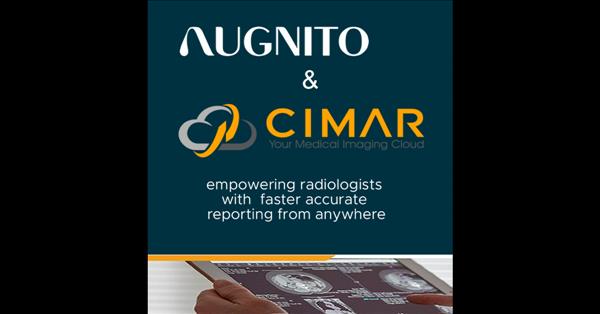 AUGNITO
&
CIMAR
Your Medical Imaging Cloud
empowering radiologists
with faster accurate
reporting from anywhere